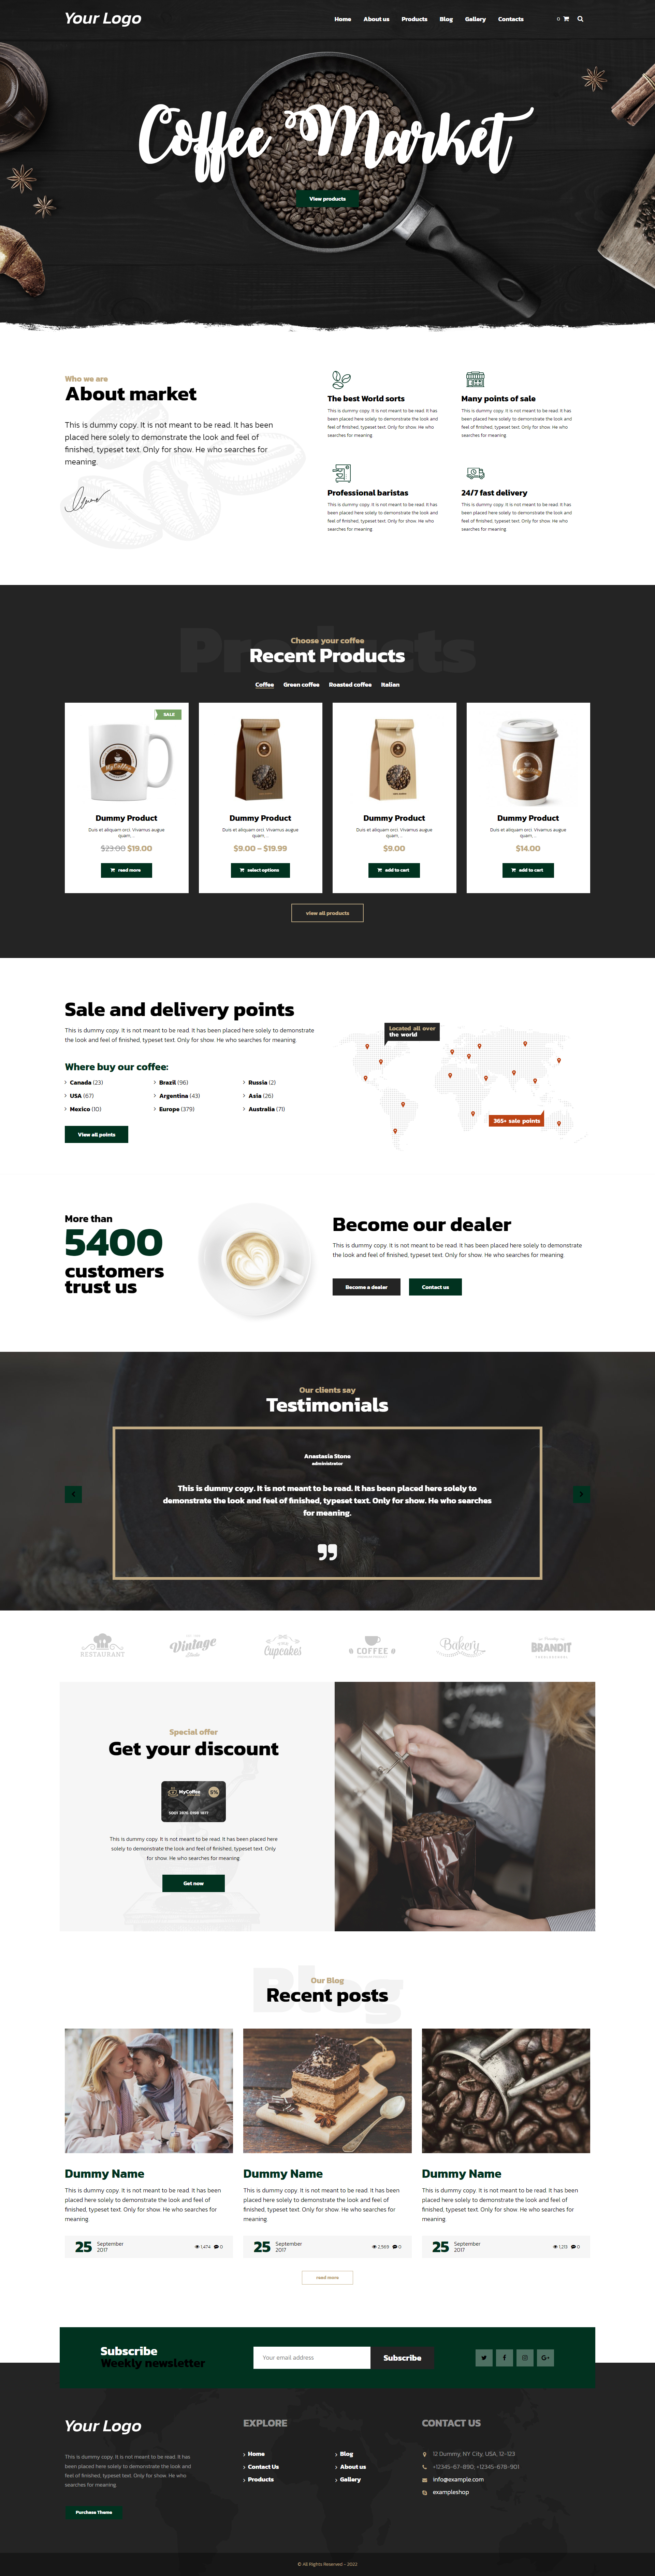 Your Logo
Home About us Products Blog Gallery Contacts 0
Coffee Market
View products
Who we are
About market
This is dummy copy. It is not meant to be read. It has been
placed here solely to demonstrate the look and feel of
finished, typeset text. Only for show. He who searches for
meaning.
The best World sorts
This is dummy copy. It is not meant to be read. It has
been placed here solely to demonstrate the look and
feel of finished, typeset text. Only for show. He who
searches for meaning.
Many points of sale
This is dummy copy. It is not meant to be read. It has
been placed here solely to demonstrate the look and
feel of finished, typeset text. Only for show. He who
searches for meaning.
Professional baristas
This is dummy copy. It is not meant to be read. It has
been placed here solely to demonstrate the look and
feel of finished, typeset text. Only for show. He who
searches for meaning.
24/7 fast delivery
This is dummy copy. It is not meant to be read. It has
been placed here solely to demonstrate the look and
feel of finished, typeset text. Only for show. He who
searches for meaning.
Products
Choose your coffee
Recent Products
Coffee Green coffee Roasted coffee Italian
SALE
MyCoffee
Dummy Product
Duis et aliquam orci. Vivamus augue
quam, ..
$23.00 $19.00
read more
Dummy Product
Duis et aliquam orci. Vivamus augue
quam, ..
$9.00 – $19.99
select options
Dummy Product
Duis et aliquam orci. Vivamus augue
quam, ..
$9.00
add to cart
MyCoffee
Dummy Product
Duis et aliquam orci. Vivamus augue
quam, ..
$14.00
add to cart
view all products
Sale and delivery points
This is dummy copy. It is not meant to be read. It has been placed here solely to demonstrate
the look and feel of finished, typeset text. Only for show. He who searches for meaning.
Where buy our coffee:
Canada (23) Brazil (96) Russia (2)
USA (67) Argentina (43) Asia (26)
Mexico (10) Europe (379) Australia (71)
View all points
Located all over
the world
365+ sale points
More than
5400
customers
trust us
Become our dealer
This is dummy copy. It is not meant to be read. It has been placed here solely to demonstrate
the look and feel of finished, typeset text. Only for show. He who searches for meaning.
Become a dealer Contact us
Our clients say
Testimonials
Anastasia Stone
administrator
This is dummy copy. It is not meant to be read. It has been placed here solely to
demonstrate the look and feel of finished, typeset text. Only for show. He who searches
for meaning.
RESTAURANT
Vintage
Cupcakes
COFFEE
Bakery
BRANDIT
Special offer
Get your discount
MyCoffee 5%
This is dummy copy. It is not meant to be read. It has been placed here
solely to demonstrate the look and feel of finished, typeset text. Only
for show. He who searches for meaning.
Get now
Blog
Our Blog
Recent posts
Dummy Name
This is dummy copy. It is not meant to be read. It has been
placed here solely to demonstrate the look and feel of
finished, typeset text. Only for show. He who searches for
meaning.
25 September
2017
1,474 0
Dummy Name
This is dummy copy. It is not meant to be read. It has been
placed here solely to demonstrate the look and feel of
finished, typeset text. Only for show. He who searches for
meaning.
25 September
2017
2,569 0
Dummy Name
This is dummy copy. It is not meant to be read. It has been
placed here solely to demonstrate the look and feel of
finished, typeset text. Only for show. He who searches for
meaning.
25 September
2017
1,213 0
read more
Subscribe
Weekly newsletter
Your email address
Subscribe
Your Logo
This is dummy copy. It is not meant to be read. It has
been placed here solely to demonstrate the look and
feel of finished, typeset text. Only for show. He who
searches for meaning.
Purchase Theme
EXPLORE
Home Blog
Contact Us About us
Products Gallery
CONTACT US
12 Dummy, NY City, USA, 12-123
+12345-67-890, +12345-678-901
info@example.com
exampleshop
© All Rights Reserved - 2022